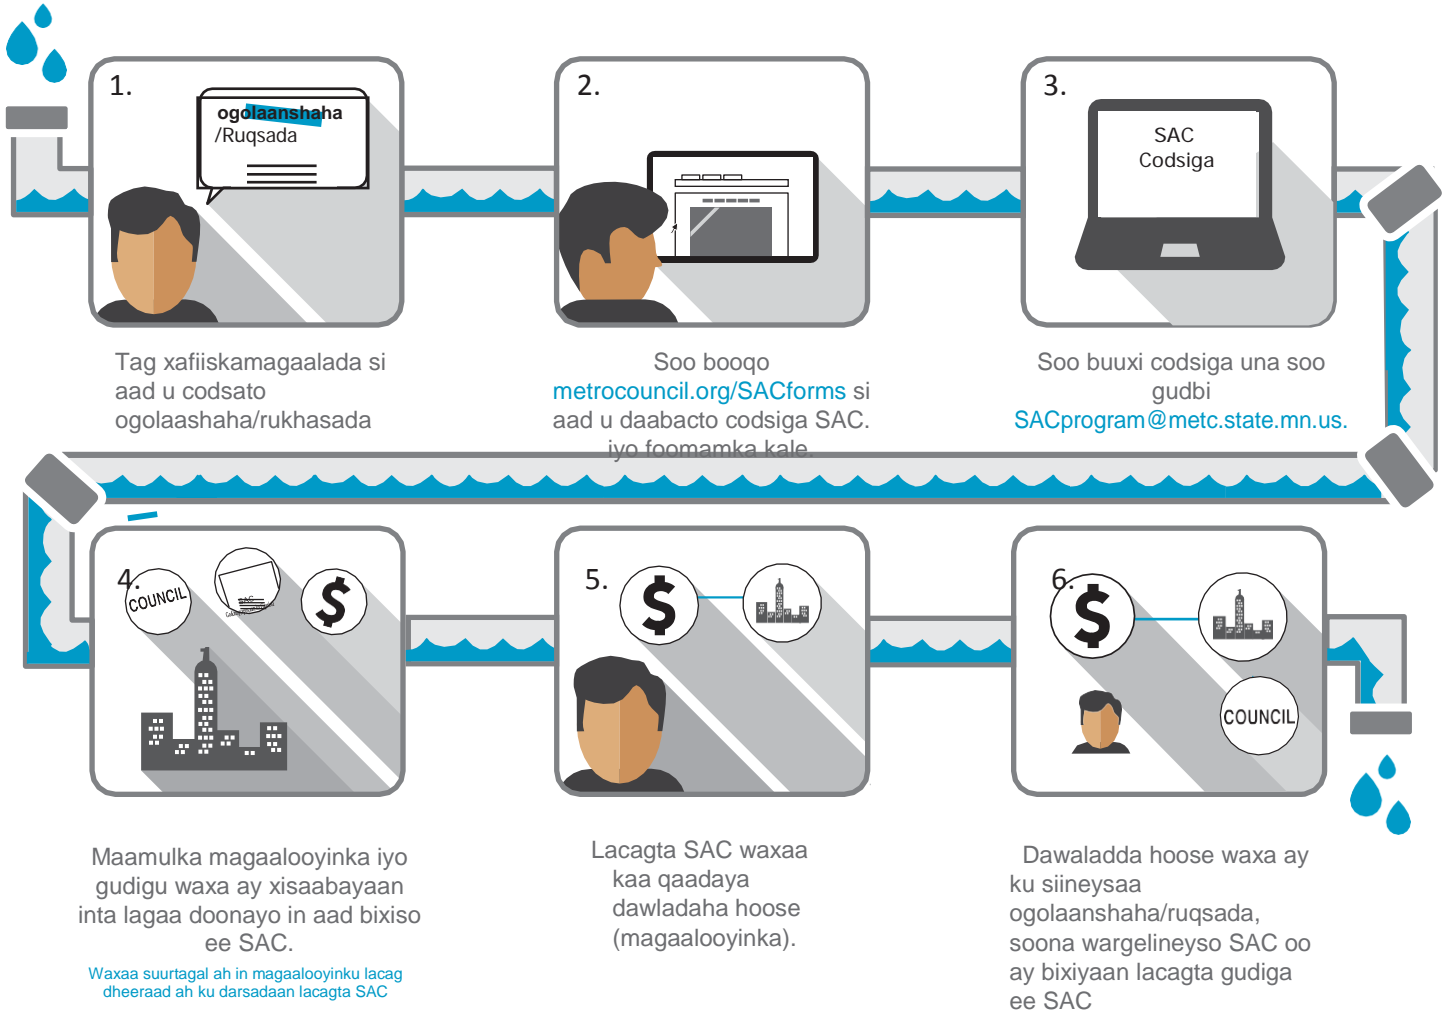 1.
ogolaanshaha
/Ruqsada
Tag xafiiskamagaalada si
aad u codsato
ogolaashaha/rukhasada
2.
Soo booqo
metrocouncil.org/SACforms si
aad u daabacto codsiga SAC.
iyo foomamka kale.
3.
SAC
Codsiga
Soo buuxi codsiga una soo
gudbi
SACprogram@metc.state.mn.us.
4.
COUNCIL
SAC
$
Maamulka magaalooyinka iyo
gudigu waxa ay xisaabayaan
inta lagaa doonayo in aad bixiso
ee SAC.
Waxaa suurtagal ah in magaalooyinku lacag
dheeraad ah ku darsadaan lacagta SAC
5.
$
Lacagta SAC waxaa
kaa qaadaya
dawladaha hoose
(magaalooyinka).
6.
$
COUNCIL
Dawaladda hoose waxa ay
ku siineysaa
ogolaanshaha/ruqsada,
soona wargelineyso SAC oo
ay bixiyaan lacagta gudiga
ee SAC